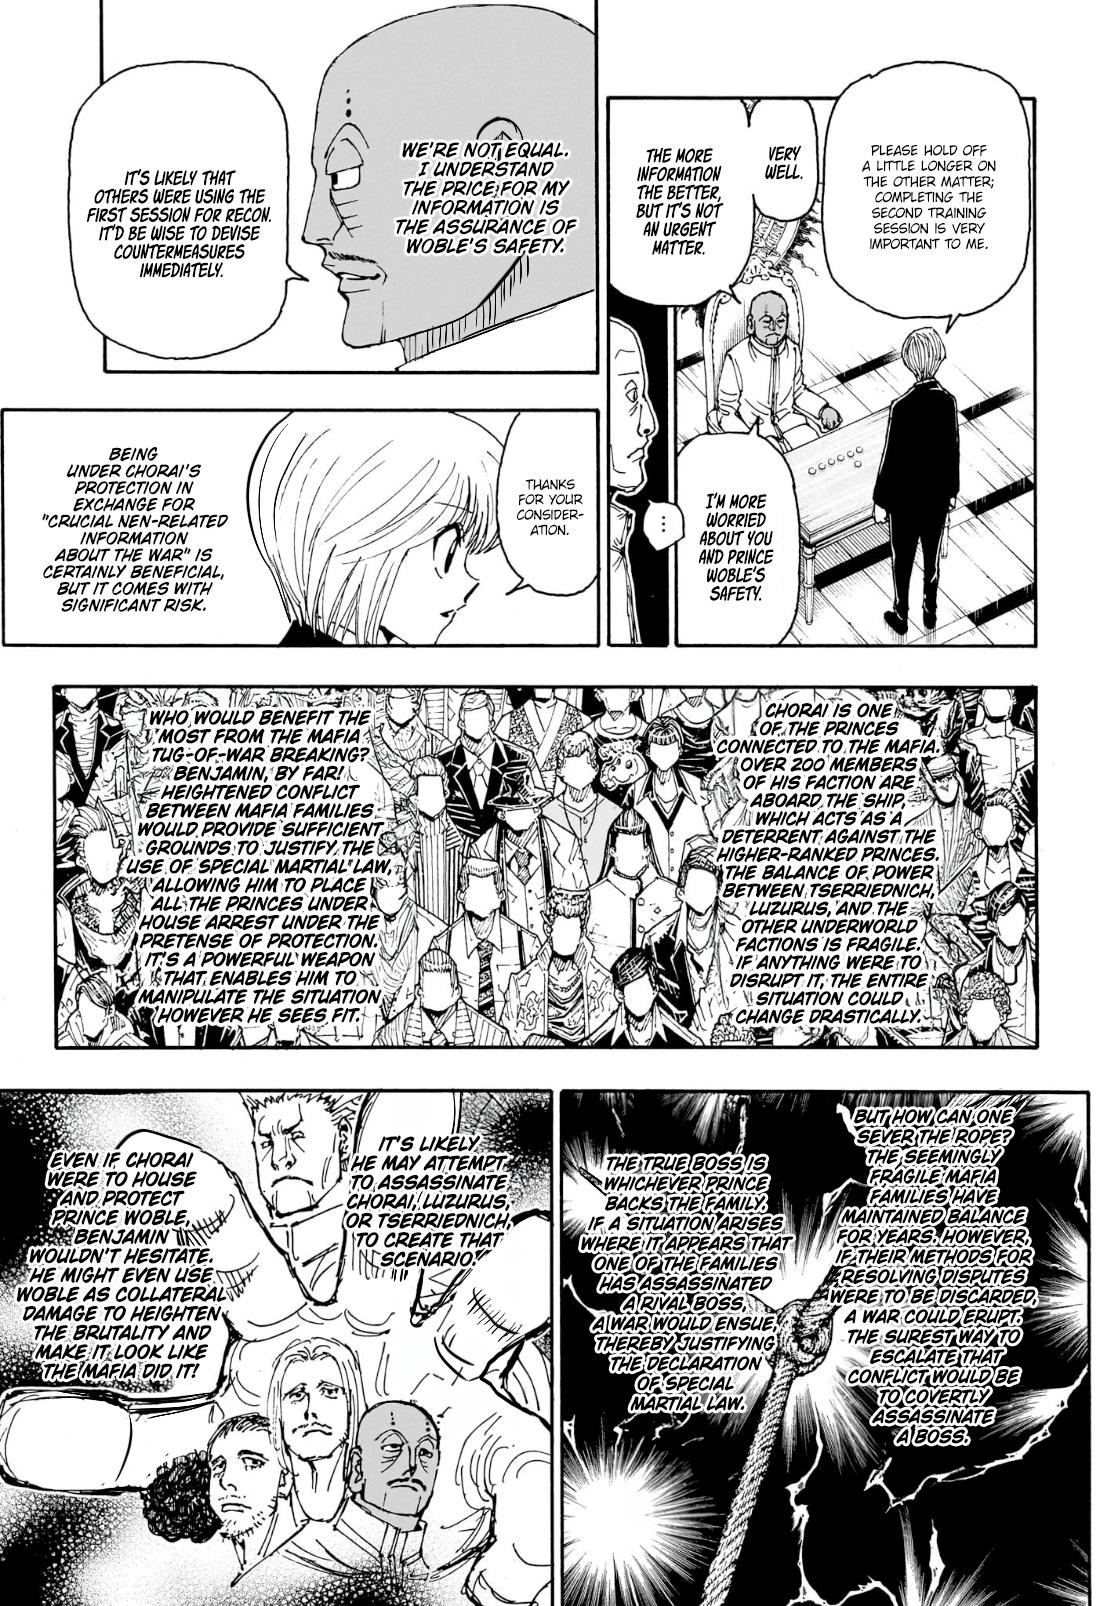 PLEASE HOLD OFF
A LITTLE LONGER ON
THE OTHER MATTER;
COMPLETING THE
SECOND TRAINING
SESSION IS VERY
IMPORTANT TO ME.
VERY
WELL.
THE MORE
INFORMATION
THE BETTER,
BUT IT'S NOT
AN URGENT
MATTER.
I'M MORE
WORRIED
ABOUT YOU
AND PRINCE
WOBLE'S
SAFETY.
...
WE'RE NOT EQUAL.
I UNDERSTAND
THE PRICE FOR MY
INFORMATION IS
THE ASSURANCE OF
WOBLE'S SAFETY.
IT'S LIKELY THAT
OTHERS WERE USING THE
FIRST SESSION FOR RECON.
IT'D BE WISE TO DEVISE
COUNTERMEASURES
IMMEDIATELY.
THANKS
FOR YOUR
CONSIDER-
ATION.
BEING
UNDER CHORAI'S
PROTECTION IN
EXCHANGE FOR
"CRUCIAL NEN-RELATED
INFORMATION
ABOUT THE WAR" IS
CERTAINLY BENEFICIAL,
BUT IT COMES WITH
SIGNIFICANT RISK.
CHORAI IS ONE
OF THE PRINCES
CONNECTED TO THE MAFIA.
OVER 200 MEMBERS
OF HIS FACTION ARE
ABOARD THE SHIP,
WHICH ACTS AS A
DETERRENT AGAINST THE
HIGHER-RANKED PRINCES.
THE BALANCE OF POWER
BETWEEN TSERRIEDNICH,
LUZURUS, AND THE
OTHER UNDERWORLD
FACTIONS IS FRAGILE.
IF ANYTHING WERE TO
DISRUPT IT, THE ENTIRE
SITUATION COULD
CHANGE DRASTICALLY.
WHO WOULD BENEFIT THE
MOST FROM THE MAFIA
TUG-OF-WAR BREAKING?
BENJAMIN, BY FAR!
HEIGHTENED CONFLICT
BETWEEN MAFIA FAMILIES
WOULD PROVIDE SUFFICIENT
GROUNDS TO JUSTIFY THE
USE OF SPECIAL MARTIAL LAW,
ALLOWING HIM TO PLACE
ALL THE PRINCES UNDER
HOUSE ARREST UNDER THE
PRETENSE OF PROTECTION.
IT'S A POWERFUL WEAPON
THAT ENABLES HIM TO
MANIPULATE THE SITUATION
HOWEVER HE SEES FIT.
BUT HOW CAN ONE
SEVER THE ROPE?
THE SEEMINGLY
FRAGILE MAFIA
FAMILIES HAVE
MAINTAINED BALANCE
FOR YEARS. HOWEVER,
IF THEIR METHODS FOR
RESOLVING DISPUTES
WERE TO BE DISCARDED,
A WAR COULD ERUPT.
THE SUREST WAY TO
ESCALATE THAT
CONFLICT WOULD BE
TO COVERTLY
ASSASSINATE
A BOSS.
THE TRUE BOSS IS
WHICHEVER PRINCE
BACKS THE FAMILY.
IF A SITUATION ARISES
WHERE IT APPEARS THAT
ONE OF THE FAMILIES
HAS ASSASSINATED
A RIVAL BOSS,
A WAR WOULD ENSUE,
THEREBY JUSTIFYING
THE DECLARATION
OF SPECIAL
MARTIAL LAW.
IT'S LIKELY
HE MAY ATTEMPT
TO ASSASSINATE
CHORAI, LUZURUS,
OR TSERRIEDNICH,
TO CREATE THAT
SCENARIO.
EVEN IF CHORAI
WERE TO HOUSE
AND PROTECT
PRINCE WOBLE,
BENJAMIN
WOULDN'T HESITATE.
HE MIGHT EVEN USE
WOBLE AS COLLATERAL
DAMAGE TO HEIGHTEN
THE BRUTALITY AND
MAKE IT LOOK LIKE
THE MAFIA DID IT!